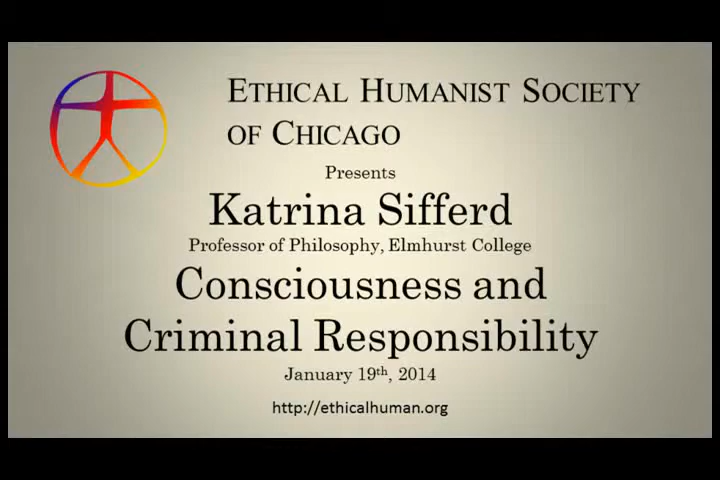 ETHICAL HUMANIST SOCIETY
OF CHICAGO
Presents
Katrina Sifferd
Professor of Philosophy, Elmhurst College
Consciousness and
Criminal Responsibility
January 19th, 2014
http://ethicalhuman.org